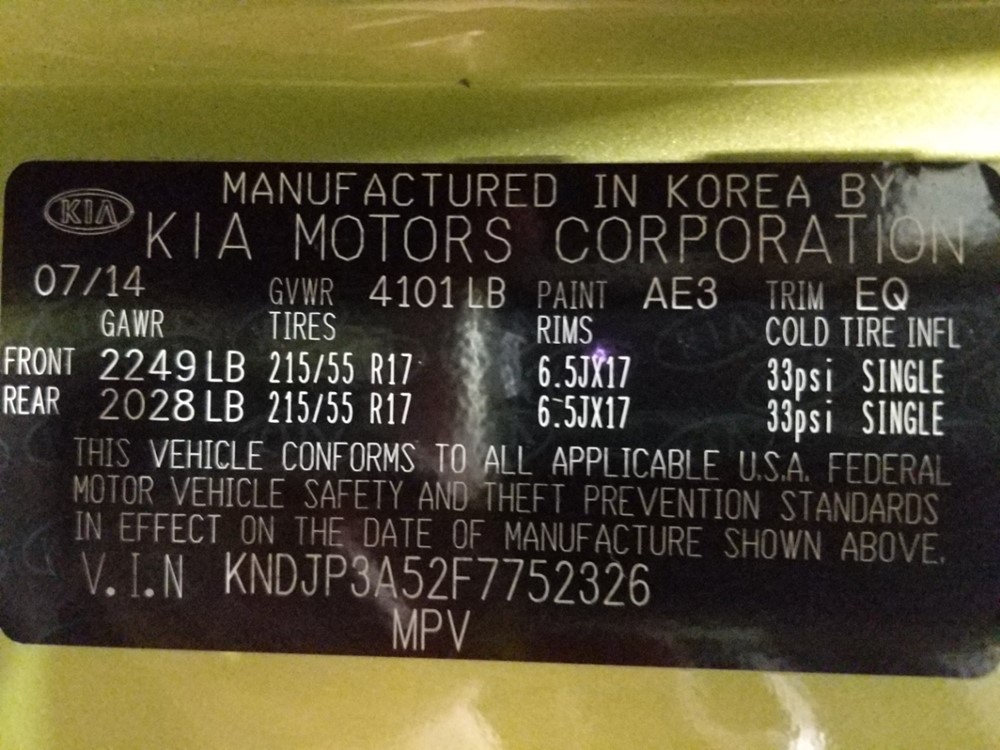 MANUFACTURED IN KOREA BY
KIA KIA MOTORS CORPORATION
07/14 GVWR 4101 LB PAINT AE3 TRIM EQ
GAWR TIRES RIMS COLD TIRE INFL
FRONT 2249 LB 215/55 R17 6.5JX17 33psi SINGLE
REAR 2028 LB 215/55 R17 6.5JX17 33psi SINGLE
THIS VEHICLE CONFORMS TO ALL APPLICABLE U.S.A. FEDERAL
MOTOR VEHICLE SAFETY AND THEFT PREVENTION STANDARDS
IN EFFECT ON THE DATE OF MANUFACTURE SHOWN ABOVE.
V.I.N KNDJP3A52F7752326
MPV